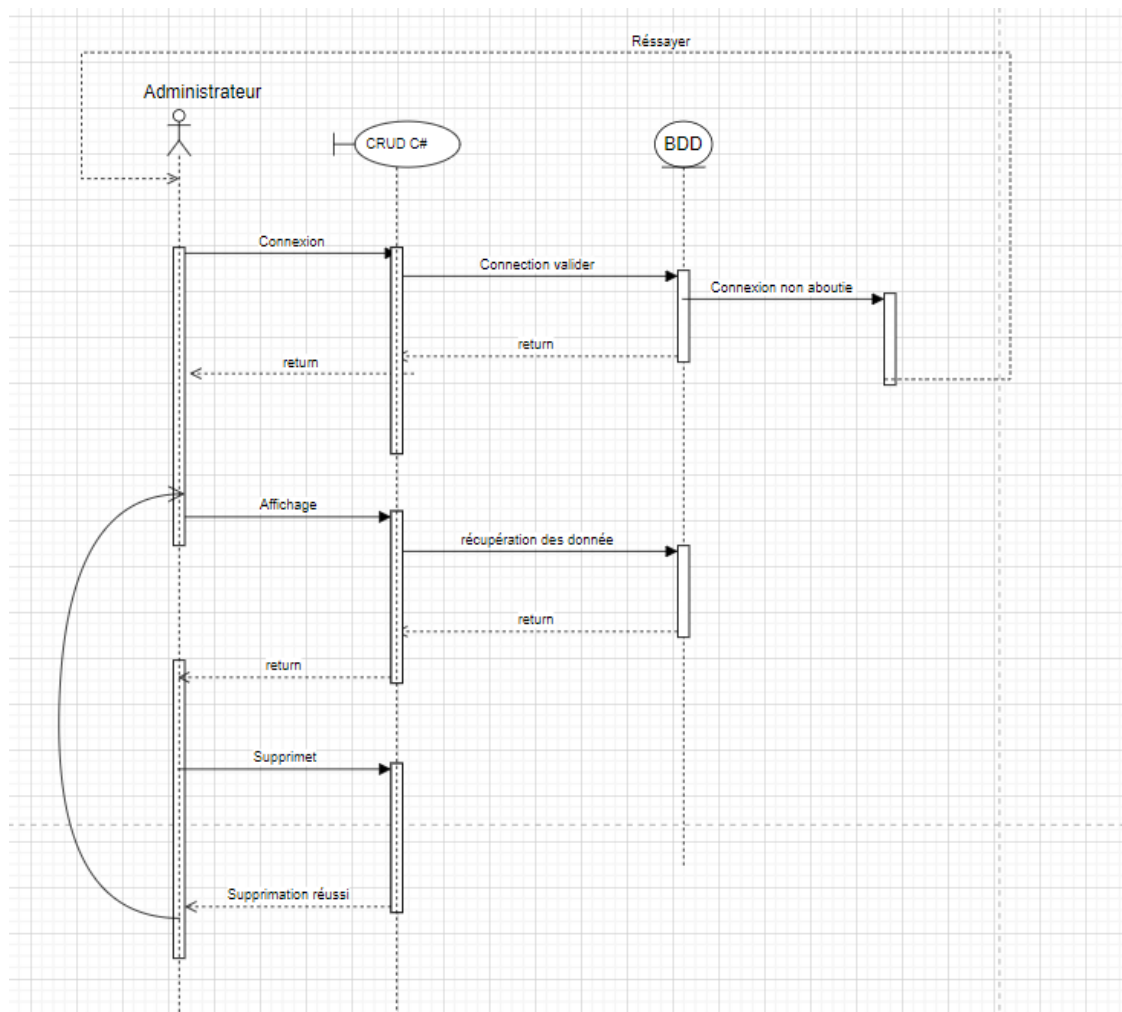 Réssayer
Administrateur
CRUD C#
BDD
Connexion
Connection valider
Connexion non aboutie
return
return
Affichage
récupération des donnée
return
return
Supprimet
Supprimation réussi